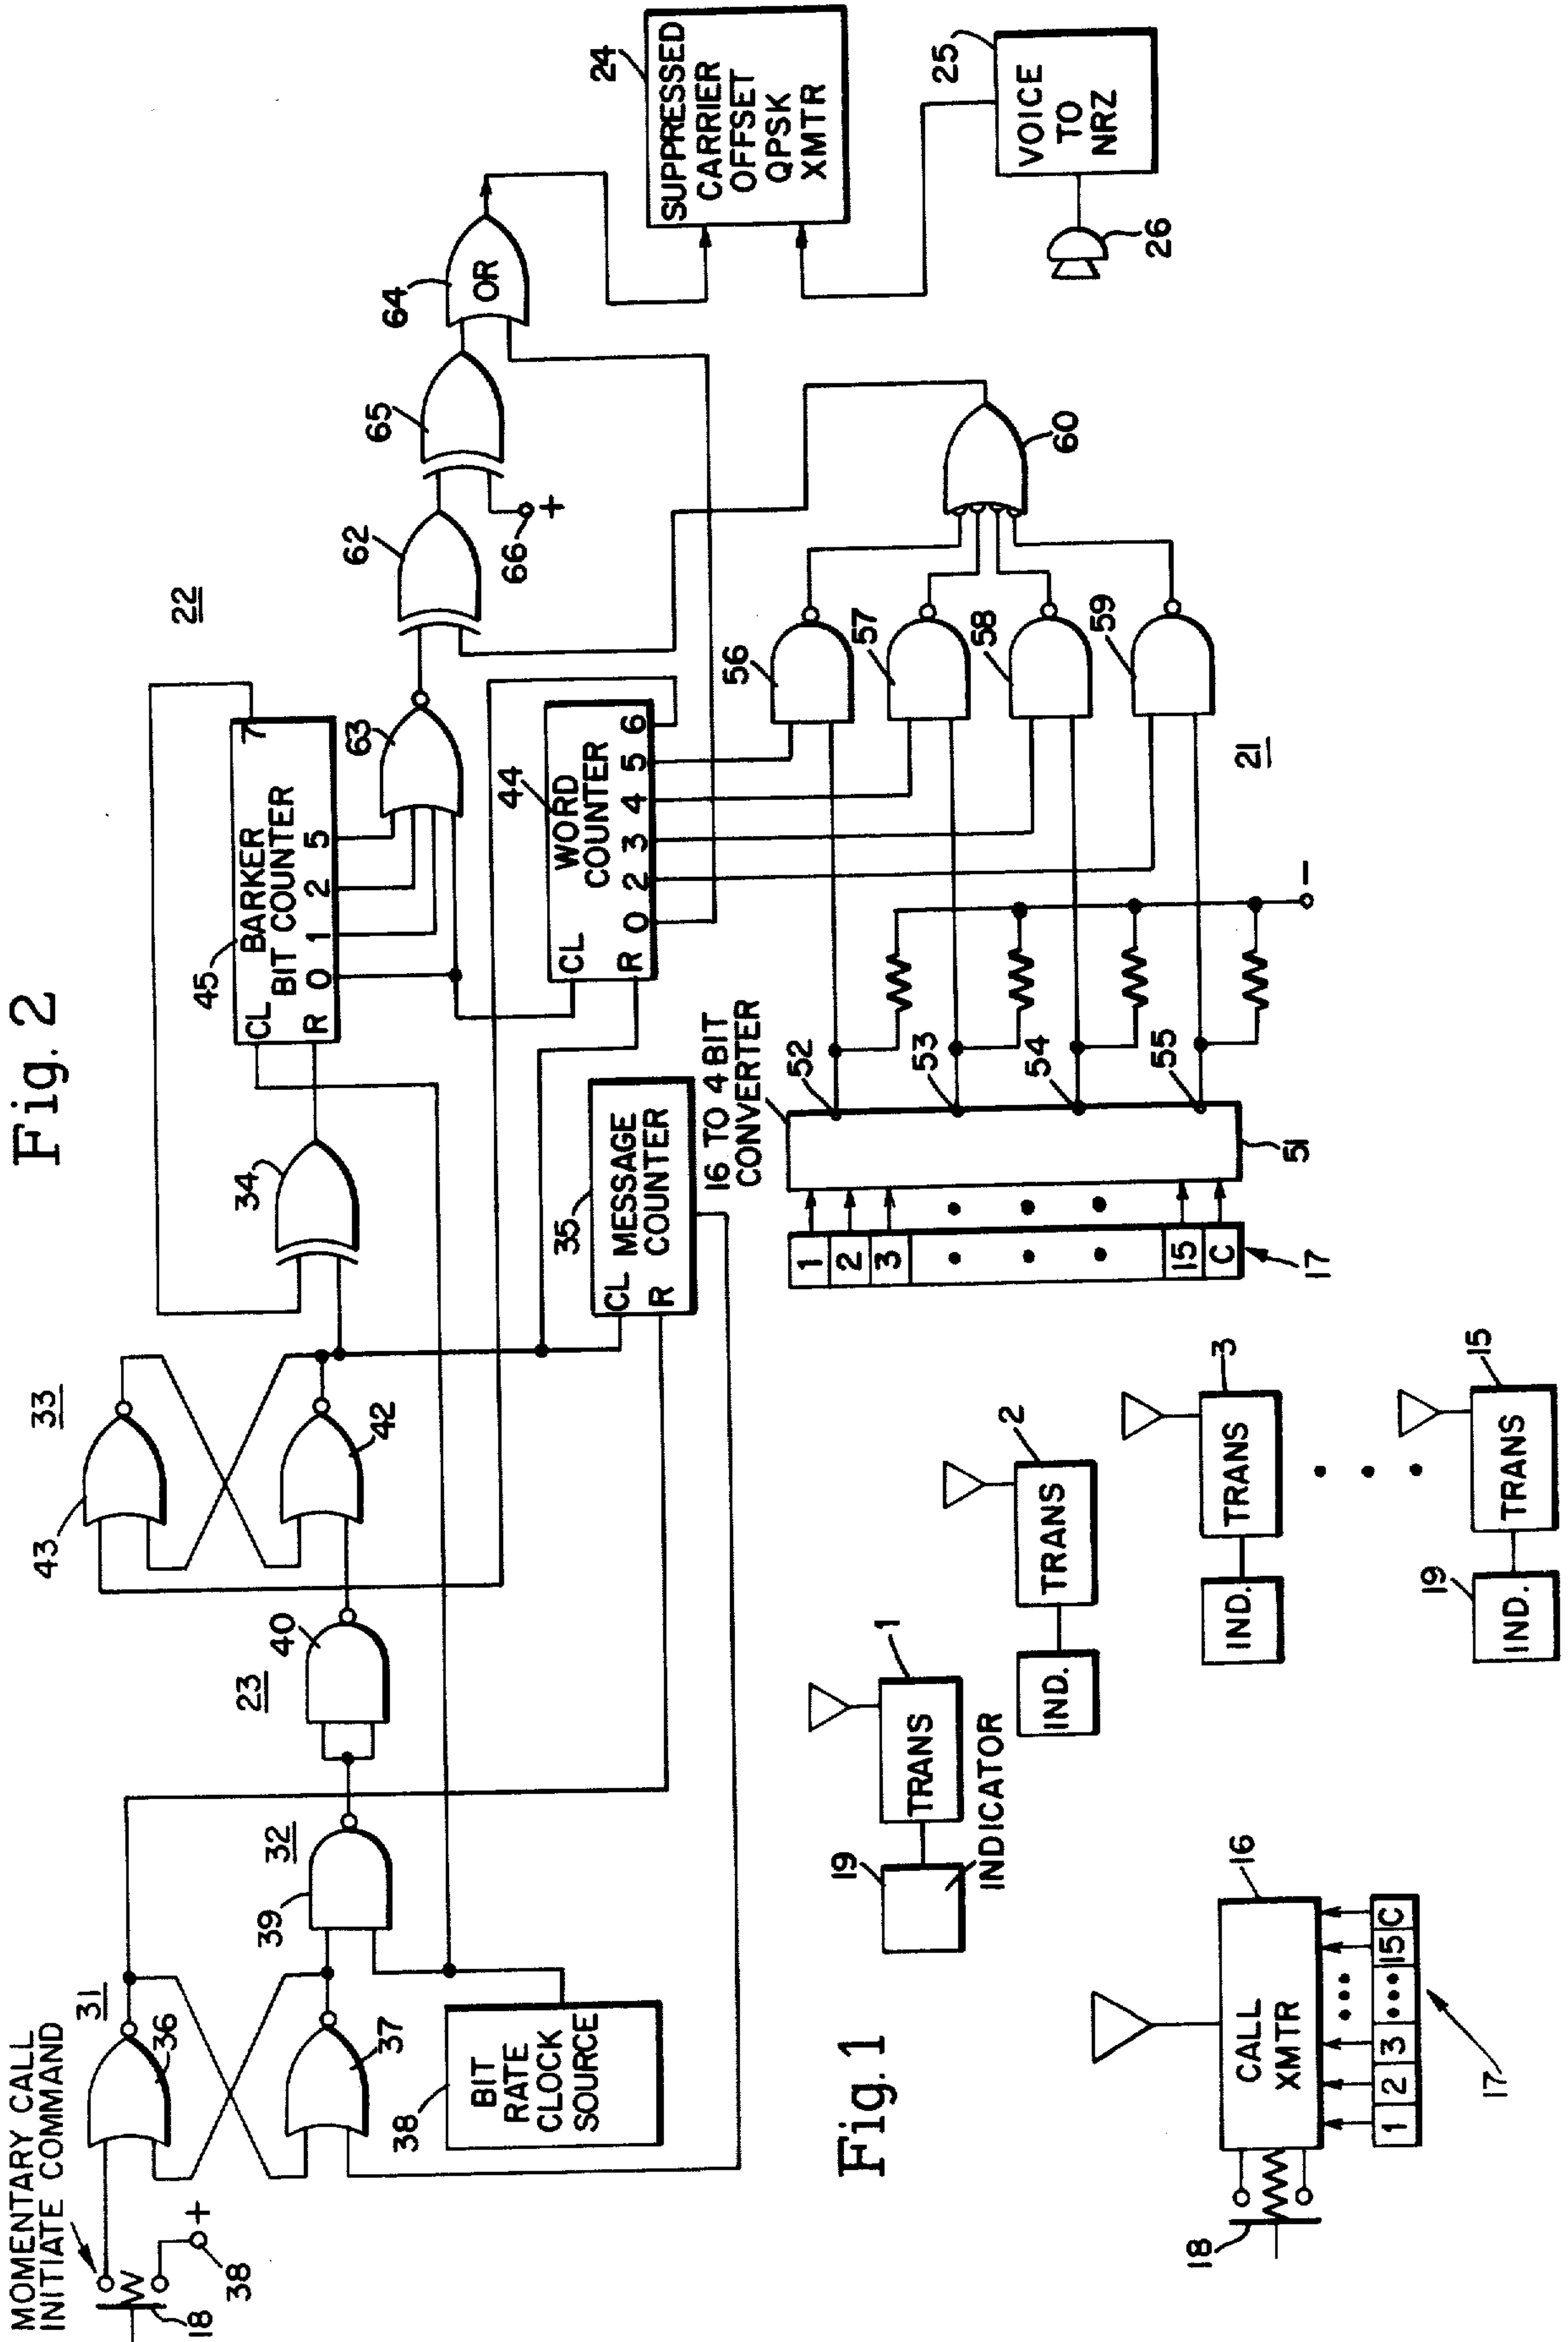 Fig. 2
MOMENTARY CALL
INITIATE COMMAND
18
38
+
31
36
37
38
BIT
RATE
CLOCK
SOURCE
32
39
23
40
33
43
42
34
35
CL
R
MESSAGE
COUNTER
45
CL
R
BARKER
BIT COUNTER
0
1
2
5
7
22
63
44
CL
R
WORD
COUNTER
0
2
3
4
5
6
62
66
+
65
64
OR
24
SUPPRESSED
CARRIER
OFFSET
QPSK
XMTR
25
VOICE
TO
NRZ
26
16 TO 4 BIT
CONVERTER
1
2
3
15
C
17
51
52
53
54
55
–
21
56
57
58
59
60
Fig. 1
18
CALL
XMTR
16
1
2
3
15
C
17
19
INDICATOR
TRANS
1
IND.
TRANS
2
IND.
TRANS
3
19
IND.
TRANS
15